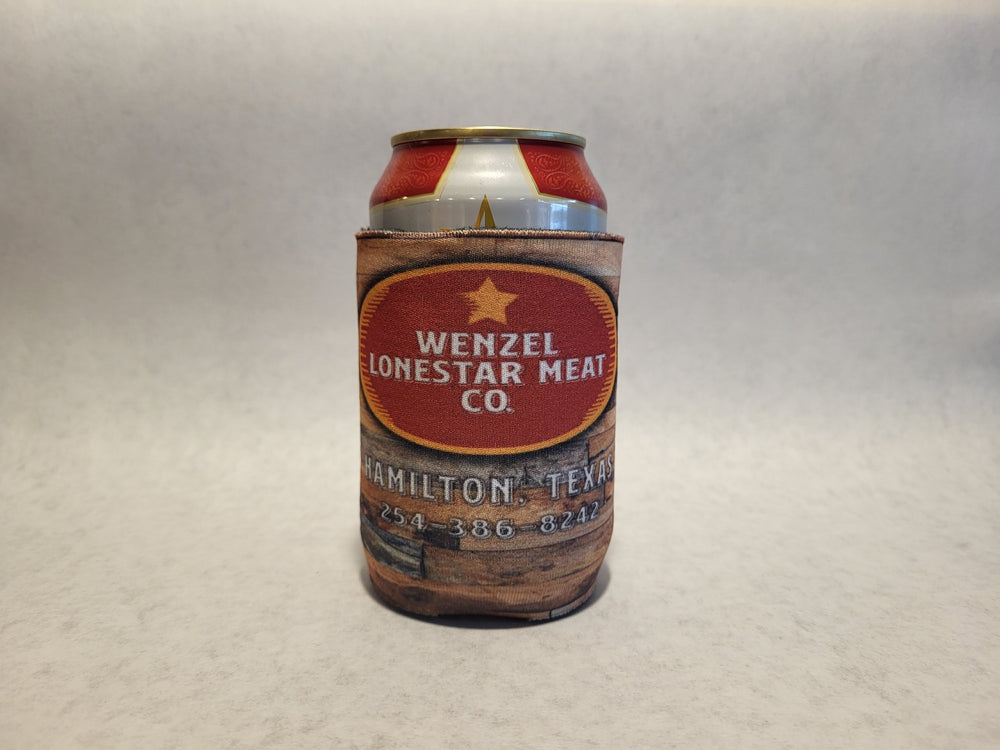 WENZEL
LONESTAR MEAT
CO.
HAMILTON, TEXAS
254-386-8242